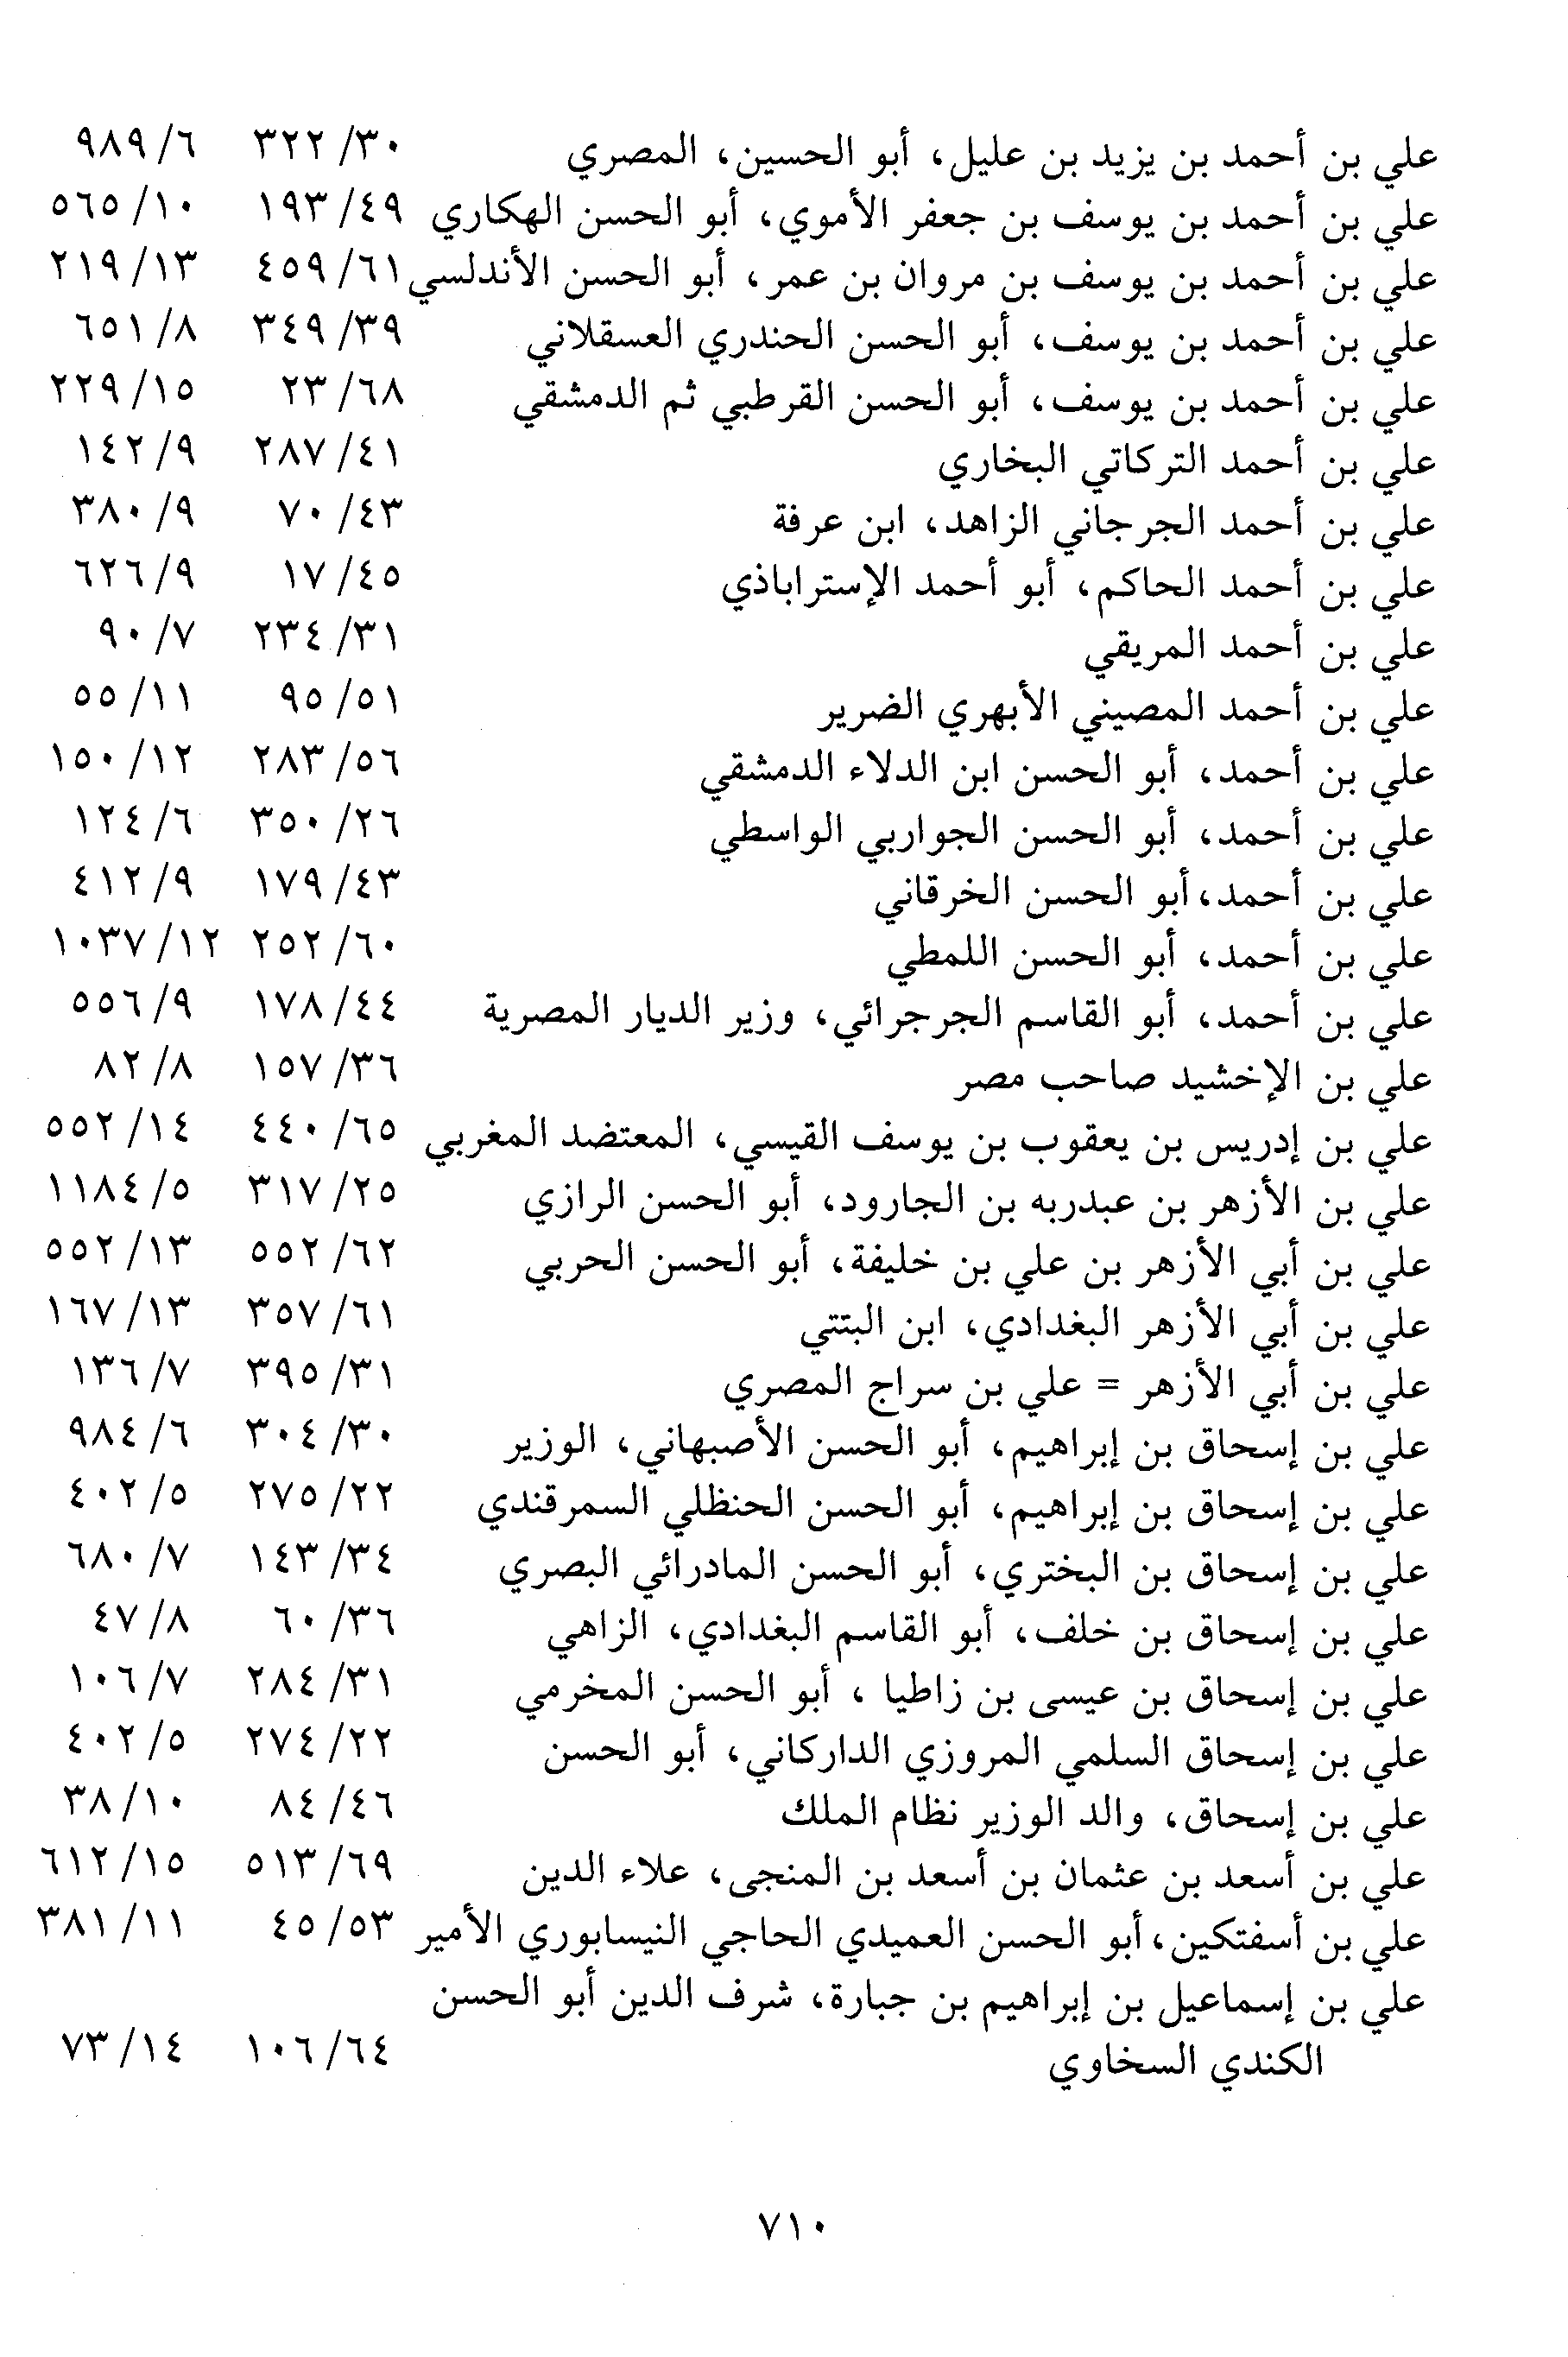 علي بن أحمد بن يزيد بن عليل، أبو الحسين، المصري ٣٢٢/٣٠ ٩٨٩/٦
علي بن أحمد بن يوسف بن جعفر الأموي، أبو الحسن الهكاري ١٩٣/٤٩ ٥٦٥/١٠
علي بن أحمد بن يوسف بن مروان بن عمر، أبو الحسن الأندلسي ٤٥٩/٦١ ٢١٩/١٣
علي بن أحمد بن يوسف، أبو الحسن الحندري العسقلاني ٣٤٩/٣٩ ٦٥١/٨
علي بن أحمد بن يوسف، أبو الحسن القرطبي ثم الدمشقي ٢٣/٦٨ ٢٢٩/١٥
علي بن أحمد التركاتي البخاري ٢٨٧/٤١ ١٤٢/٩
علي بن أحمد الجرجاني الزاهد، ابن عرفة ٧٠/٤٣ ٣٨٠/٩
علي بن أحمد الحاكم، أبو أحمد الإستراباذي ١٧/٤٥ ٦٢٦/٩
علي بن أحمد المريقي ٢٣٤/٣١ ٩٠/٧
علي بن أحمد المصيني الأبهري الضرير ٩٥/٥١ ٥٥/١١
علي بن أحمد، أبو الحسن ابن الدلاء الدمشقي ٢٨٣/٥٦ ١٥٠/١٢
علي بن أحمد، أبو الحسن الجواربي الواسطي ٣٥٠/٢٦ ١٢٤/٦
علي بن أحمد، أبو الحسن الخرقاني ١٧٩/٤٣ ٤١٢/٩
علي بن أحمد، أبو الحسن اللمطي ٢٥٢/٦٠ ١٠٣٧/١٢
علي بن أحمد، أبو القاسم الجرجرائي، وزير الديار المصرية ١٧٨/٤٤ ٥٥٦/٩
علي بن الإخشيد صاحب مصر ١٥٧/٣٦ ٨٢/٨
علي بن إدريس بن يعقوب بن يوسف القيسي، المعتضد المغربي ٤٤٠/٦٥ ٥٥٢/١٤
علي بن الأزهر بن عبدربه بن الجارود، أبو الحسن الرازي ٣١٧/٢٥ ١١٨٤/٥
علي بن أبي الأزهر بن علي بن خليفة، أبو الحسن الحربي ٥٥٢/٦٢ ٥٥٢/١٣
علي بن أبي الأزهر البغدادي، ابن البتتي ٣٥٧/٦١ ١٦٧/١٣
علي بن أبي الأزهر = علي بن سراج المصري ٣٩٥/٣١ ١٣٦/٧
علي بن إسحاق بن إبراهيم، أبو الحسن الأصبهاني، الوزير ٣٠٤/٣٠ ٩٨٤/٦
علي بن إسحاق بن إبراهيم، أبو الحسن الحنظلي السمرقندي ٢٧٥/٢٢ ٤٠٢/٥
علي بن إسحاق بن البختري، أبو الحسن المادرائي البصري ١٤٣/٣٤ ٦٨٠/٧
علي بن إسحاق بن خلف، أبو القاسم البغدادي، الزاهي ٦٠/٣٦ ٤٧/٨
علي بن إسحاق بن عيسى بن زاطيا ، أبو الحسن المخرمي ٢٨٤/٣١ ١٠٦/٧
علي بن إسحاق السلمي المروزي الداركاني، أبو الحسن ٢٧٤/٢٢ ٤٠٢/٥
علي بن إسحاق، والد الوزير نظام الملك ٨٤/٤٦ ٣٨/١٠
علي بن أسعد بن عثمان بن أسعد بن المنجى، علاء الدين ٥١٣/٦٩ ٦١٢/١٥
علي بن أسفتكين، أبو الحسن العميدي الحاجي النيسابوري الأمير ٤٥/٥٣ ٣٨١/١١
علي بن إسماعيل بن إبراهيم بن جبارة، شرف الدين أبو الحسن
الكندي السخاوي ١٠٦/٦٤ ٧٣/١٤
٧١٠